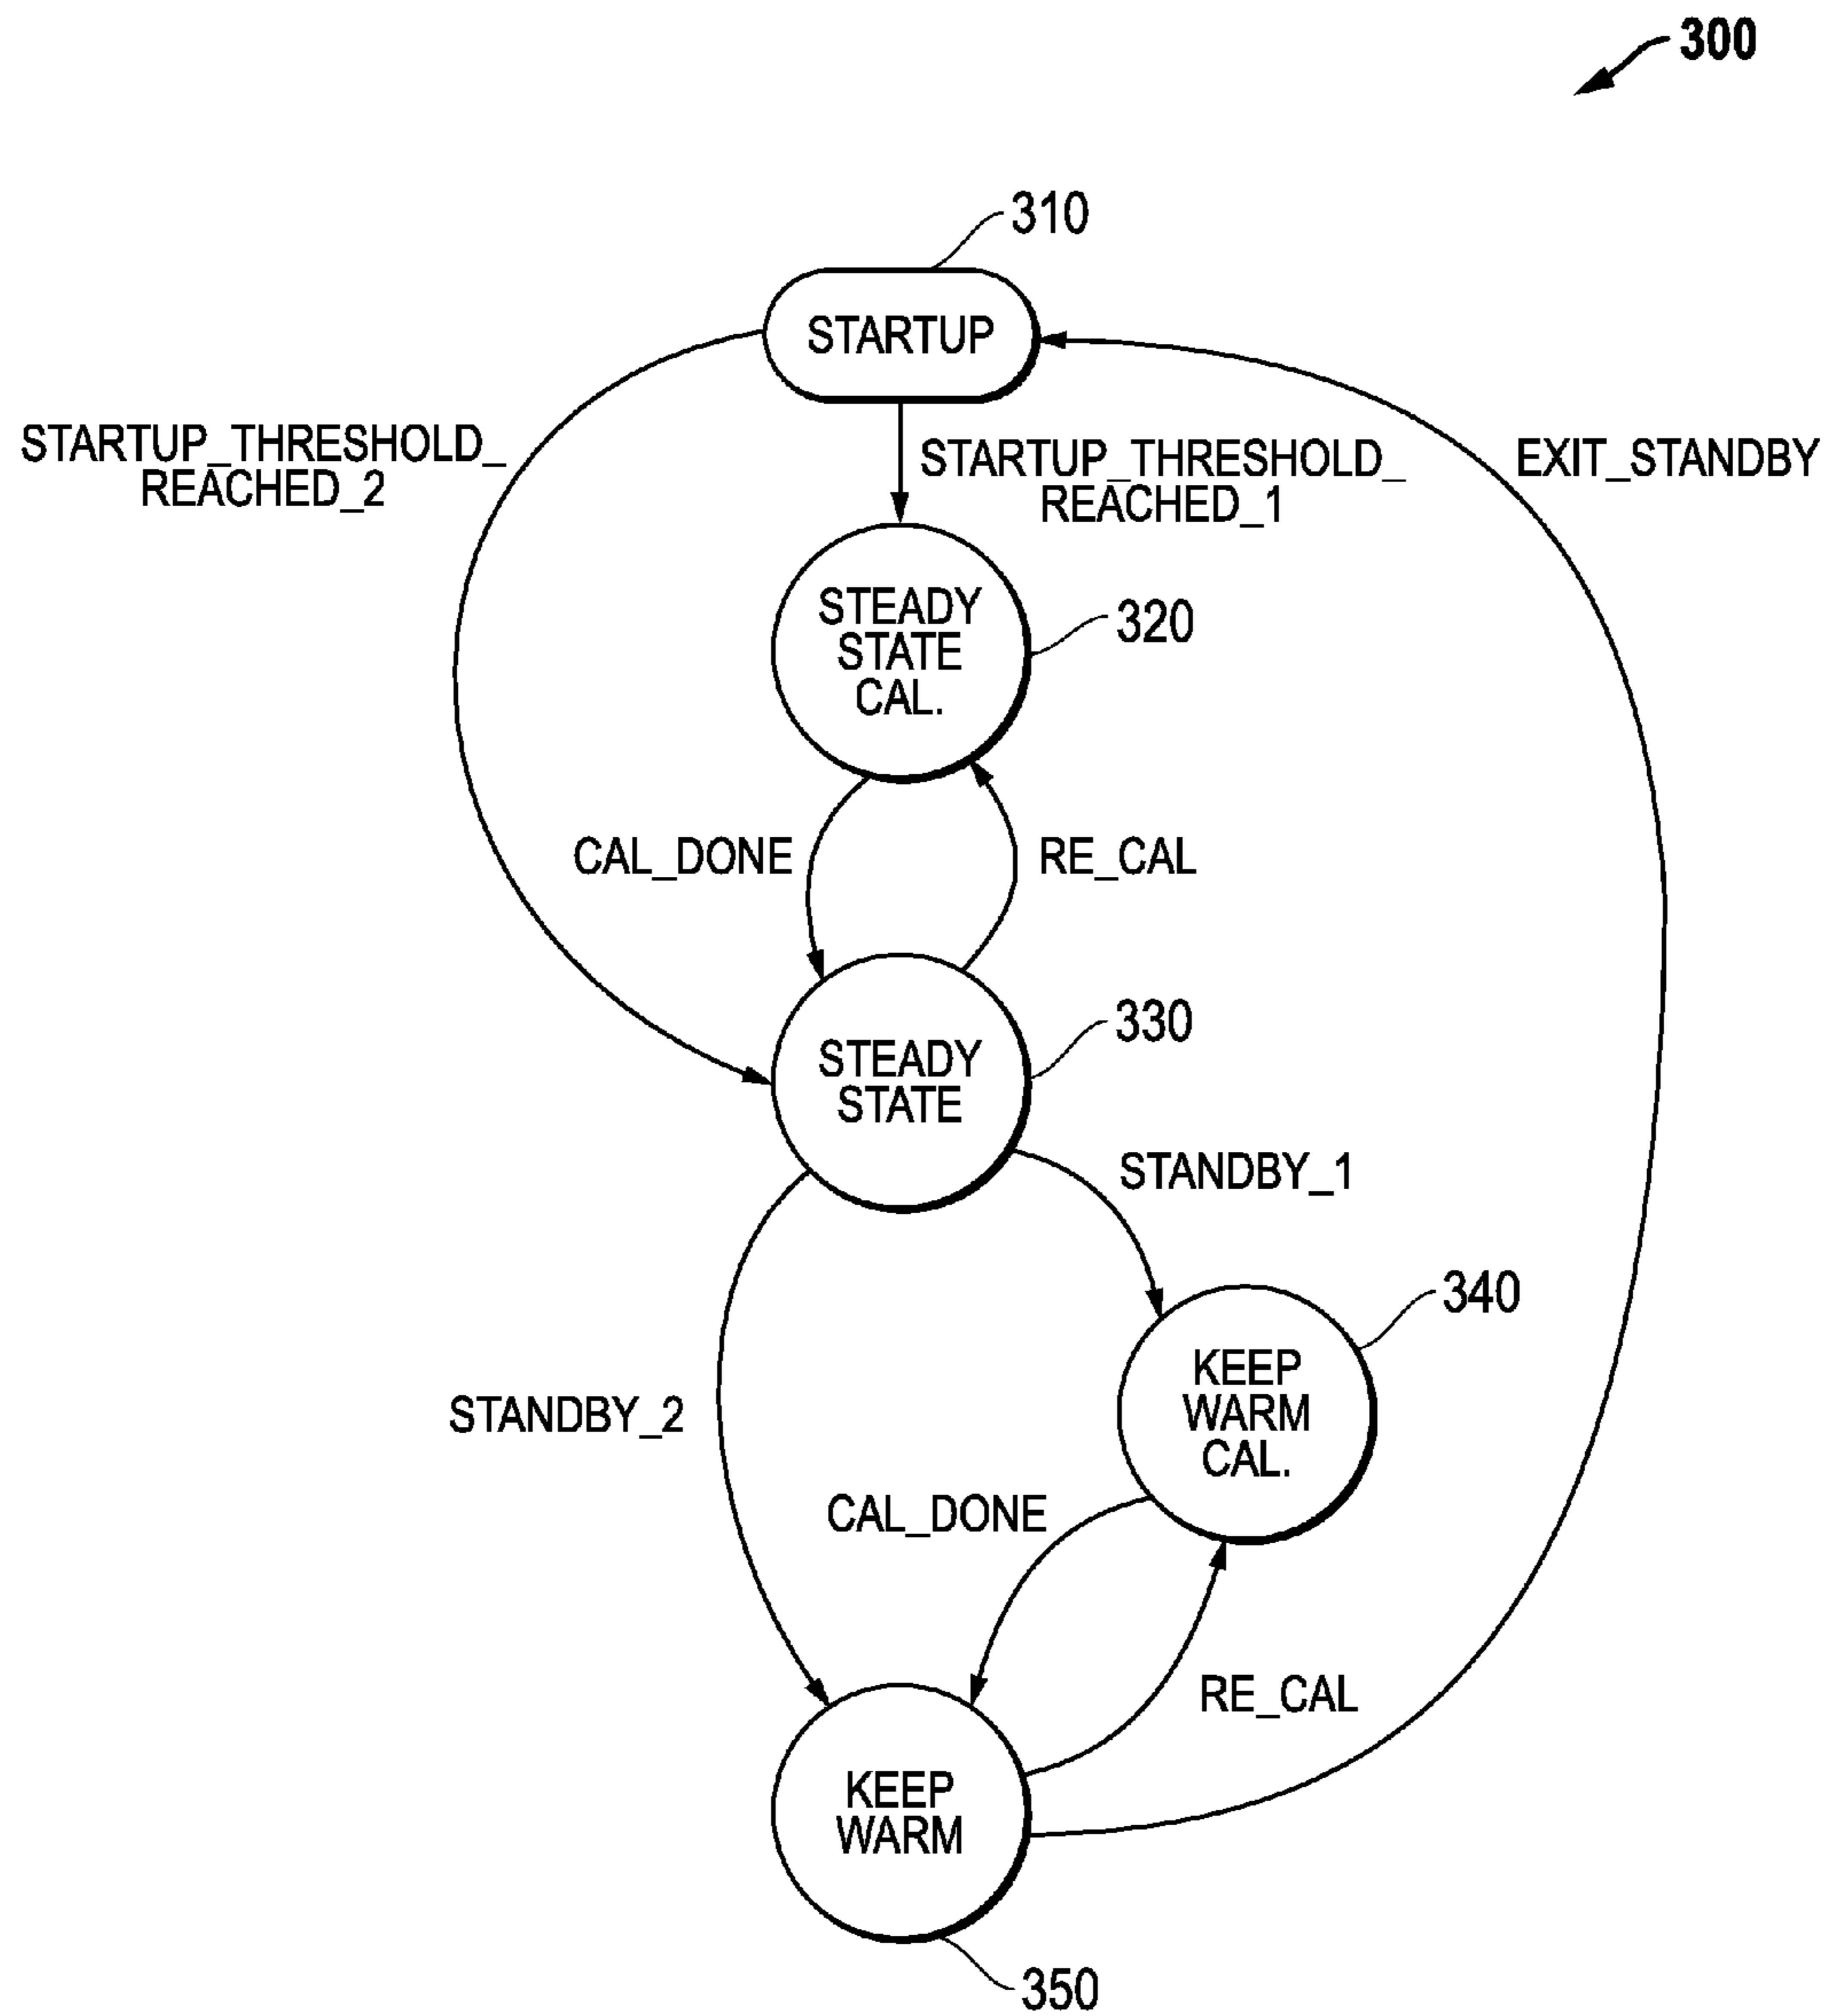 300
310
STARTUP
STARTUP_THRESHOLD_
REACHED_2
STARTUP_THRESHOLD_
REACHED_1
EXIT_STANDBY
STEADY
STATE
CAL.
320
CAL_DONE
RE_CAL
330
STEADY
STATE
STANDBY_1
340
KEEP
WARM
CAL.
STANDBY_2
CAL_DONE
RE_CAL
KEEP
WARM
350